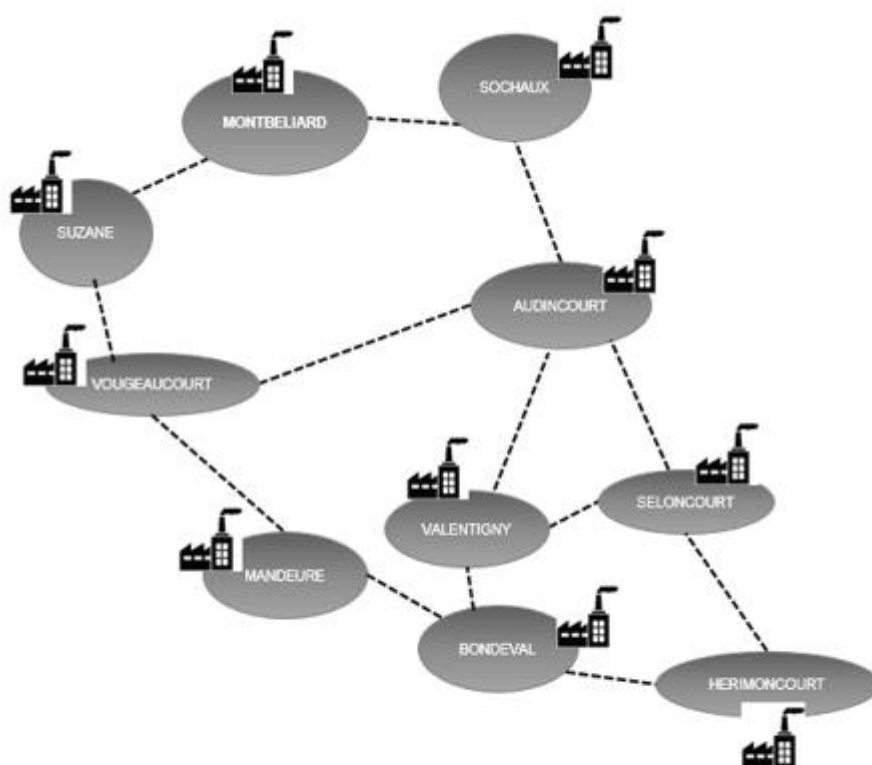 SOCHAUX
MONTBELIARD
SUZANE
AUDINCOURT
VOUGEAUCOURT
SELONCOURT
VALENTIGNY
MANDEURE
BONDEVAL
HERIMONCOURT